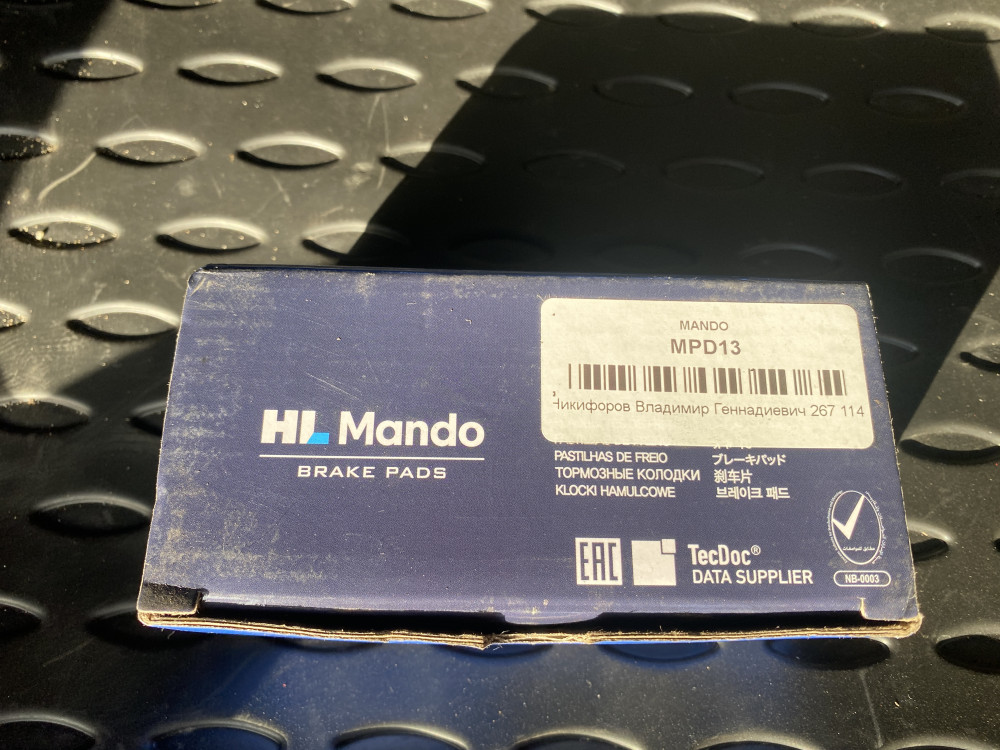 MANDO
MPD13
Никифоров Владимир Геннадиевич 267 114
HL Mando
BRAKE PADS
PASTILHAS DE FREIO
ТОРМОЗНЫЕ КОЛОДКИ
KLOCKI HAMULCOWE
ブレーキパッド
刹车片
브레이크 패드
EAC
TecDoc®
DATA SUPPLIER
NB-0003